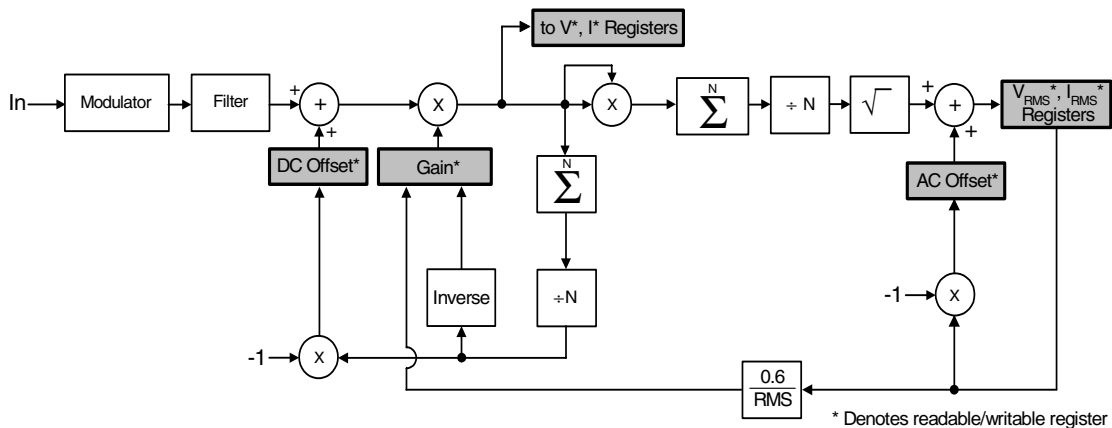 to V*, I* Registers
In
Modulator
Filter
+
+
+
X
X
N
Σ
÷ N
√
+
+
+
V_RMS*, I_RMS*
Registers
DC Offset*
Gain*
N
Σ
AC Offset*
Inverse
÷N
-1
X
-1
X
0.6
RMS
* Denotes readable/writable register